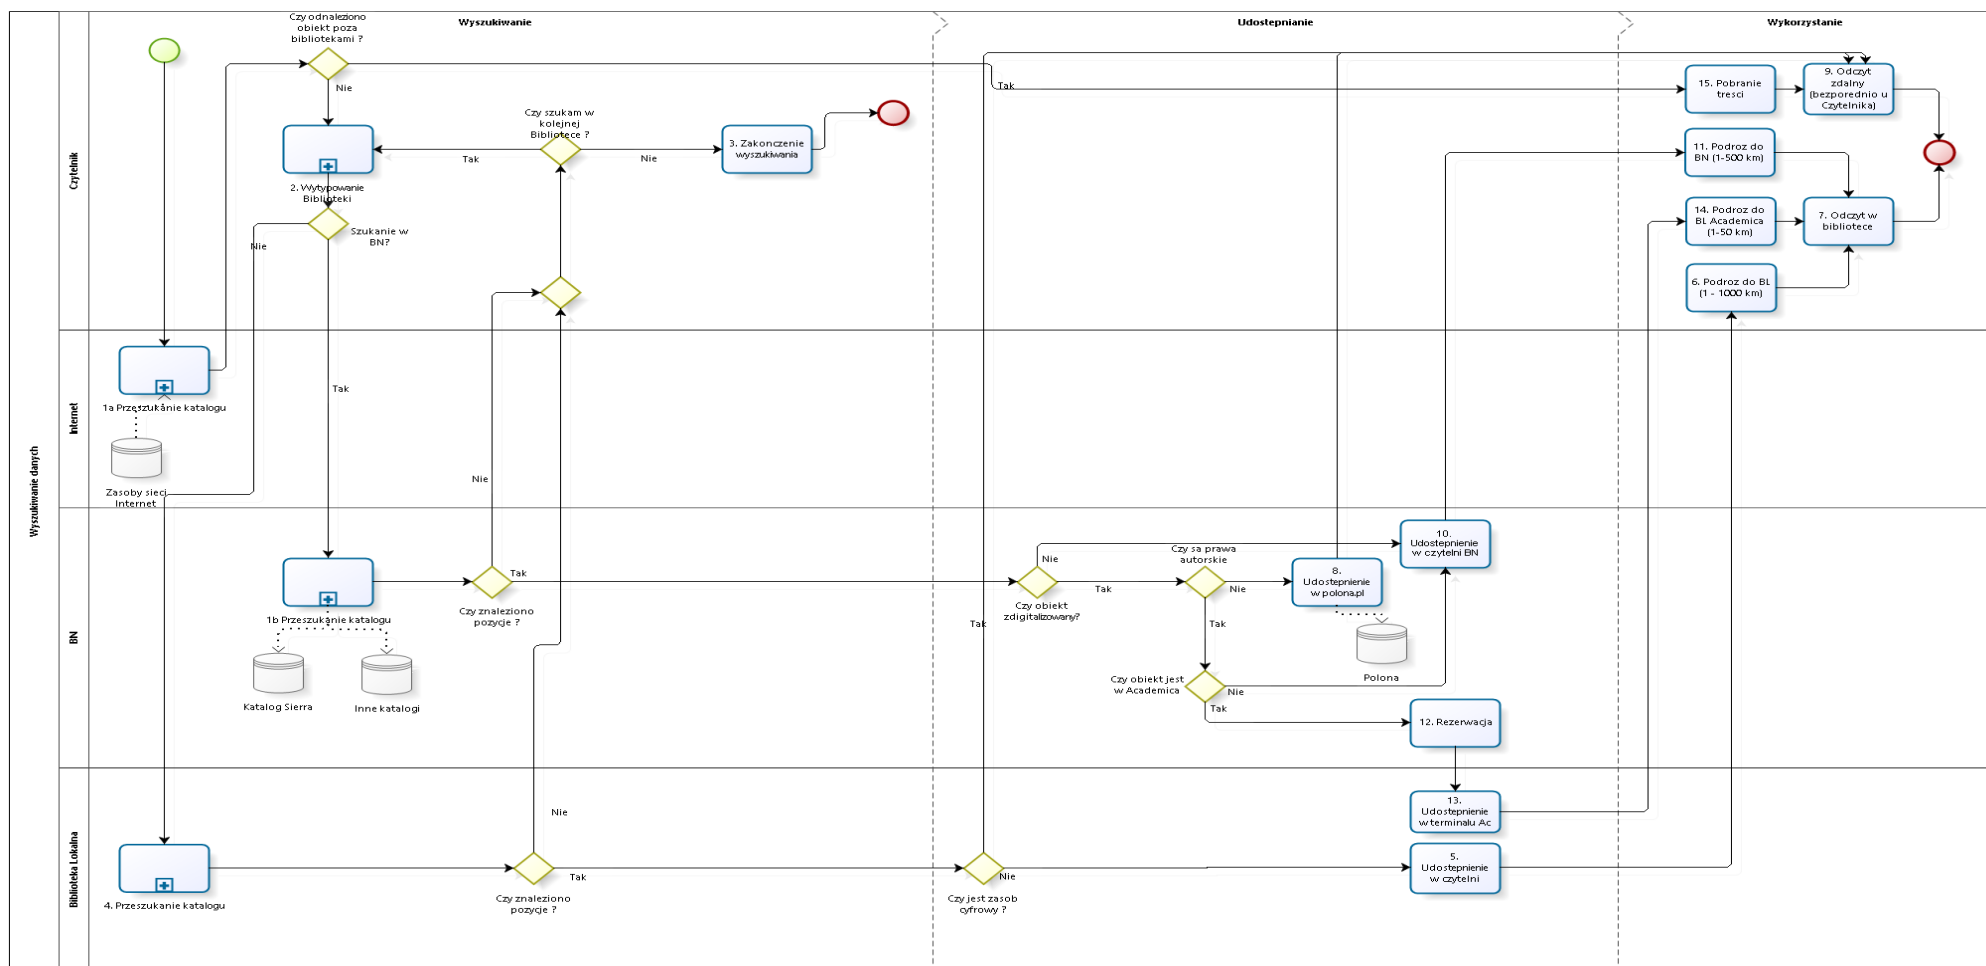 Wyszukiwanie
Udostepnianie
Wykorzystanie
Wyszukiwanie danych
Czytelnik
Czy odnaleziono
obiekt poza
bibliotekami ?
Nie
Tak
Czy szukam w
kolejnej
Bibliotece ?
Tak
Nie
3. Zakonczenie
wyszukiwania
2. Wytypowanie
Biblioteki
Szukanie w
BN?
Nie
Tak
15. Pobranie
tresci
9. Odczyt
zdalny
(bezporednio u
Czytelnika)
11. Podroz do
BN (1-500 km)
14. Podroz do
BL Academica
(1-50 km)
7. Odczyt w
bibliotece
6. Podroz do BL
(1 - 1000 km)
Internet
1a Przeszukanie katalogu
Zasoby sieci
Internet
Nie
BN
1b Przeszukanie katalogu
Katalog Sierra
Inne katalogi
Tak
Czy znaleziono
pozycje ?
Nie
Czy obiekt
zdigitalizowany?
Tak
Czy sa prawa
autorskie
Nie
Tak
8.
Udostepnienie
w polona.pl
Polona
10.
Udostepnienie
w czytelni BN
Czy obiekt jest
w Academica
Nie
Tak
12. Rezerwacja
Tak
Biblioteka Lokalna
4. Przeszukanie katalogu
Nie
Tak
Czy znaleziono
pozycje ?
Nie
Czy jest zasob
cyfrowy ?
13.
Udostepnienie
w terminalu Ac
5.
Udostepnienie
w czytelni